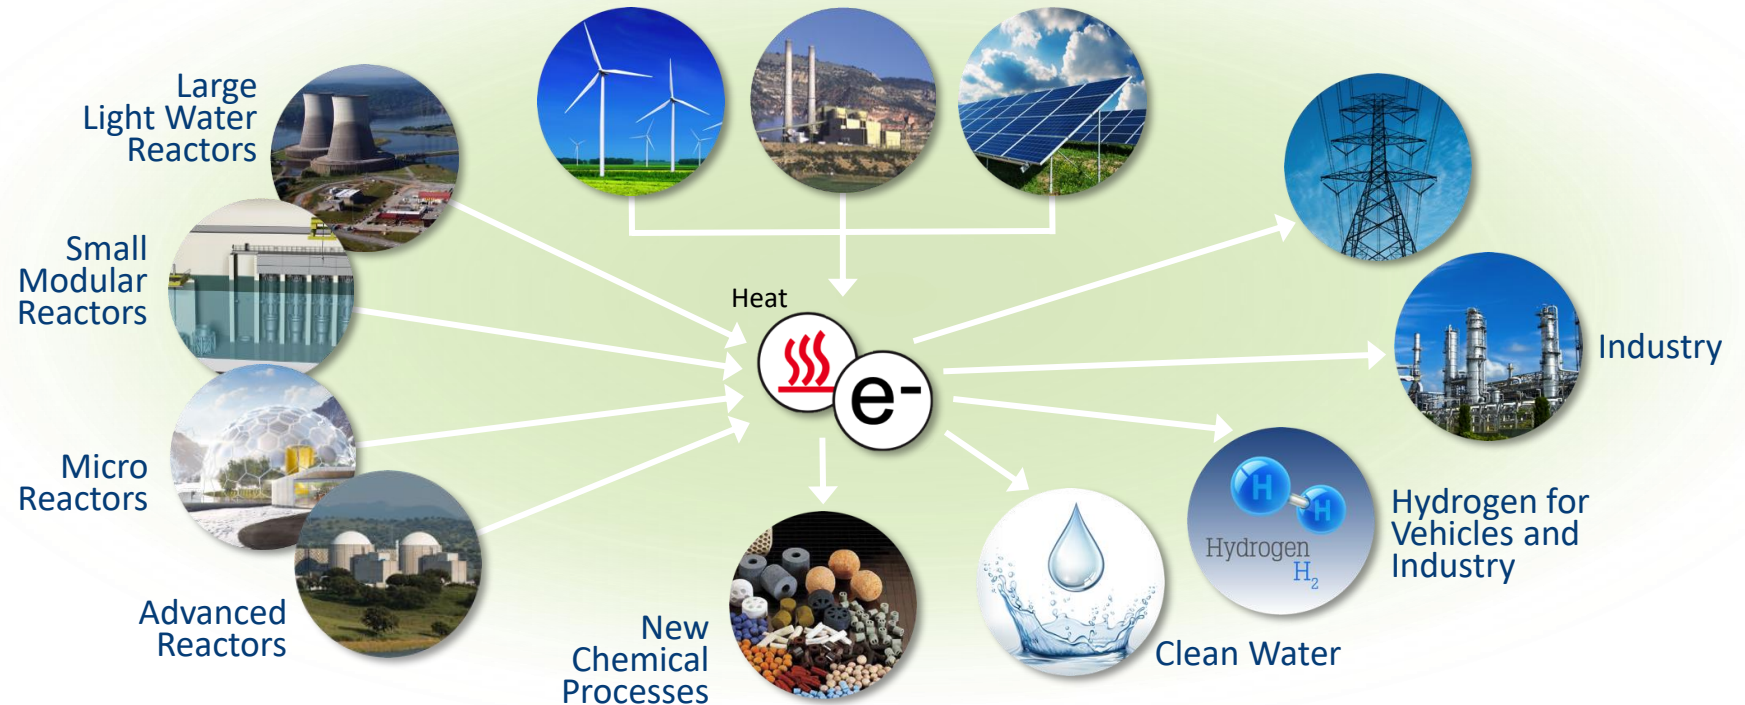 Large
Light Water
Reactors
Small
Modular
Reactors
Micro
Reactors
Advanced
Reactors
Heat
e-
New
Chemical
Processes
Clean Water
H
H
Hydrogen
H₂
Hydrogen for
Vehicles and
Industry
Industry